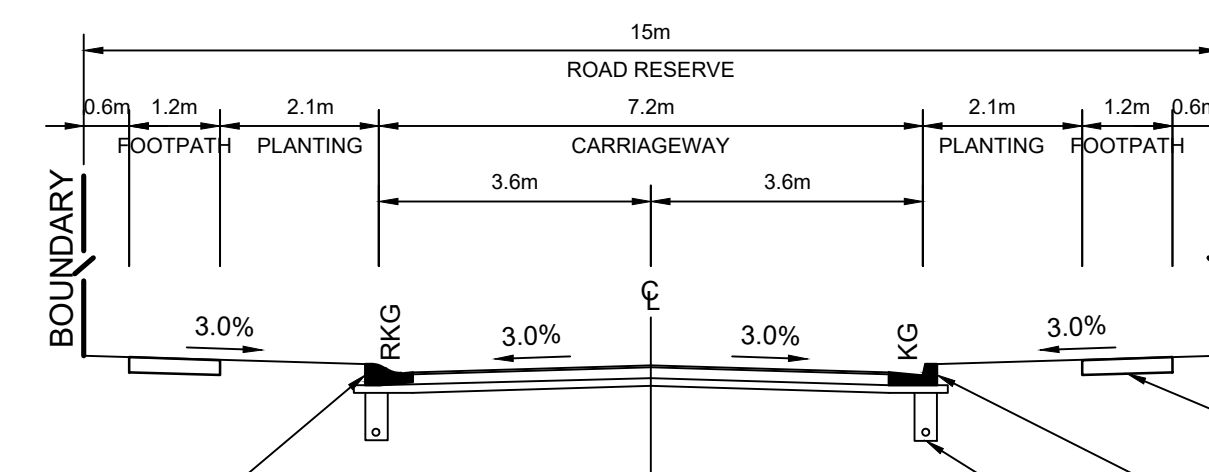 15m
ROAD RESERVE
0.6m 1.2m 2.1m 7.2m 2.1m 1.2m 0.6m
FOOTPATH PLANTING CARRIAGEWAY PLANTING FOOTPATH
3.6m 3.6m
BOUNDARY
℄
RKG
KG
3.0% 3.0% 3.0% 3.0%